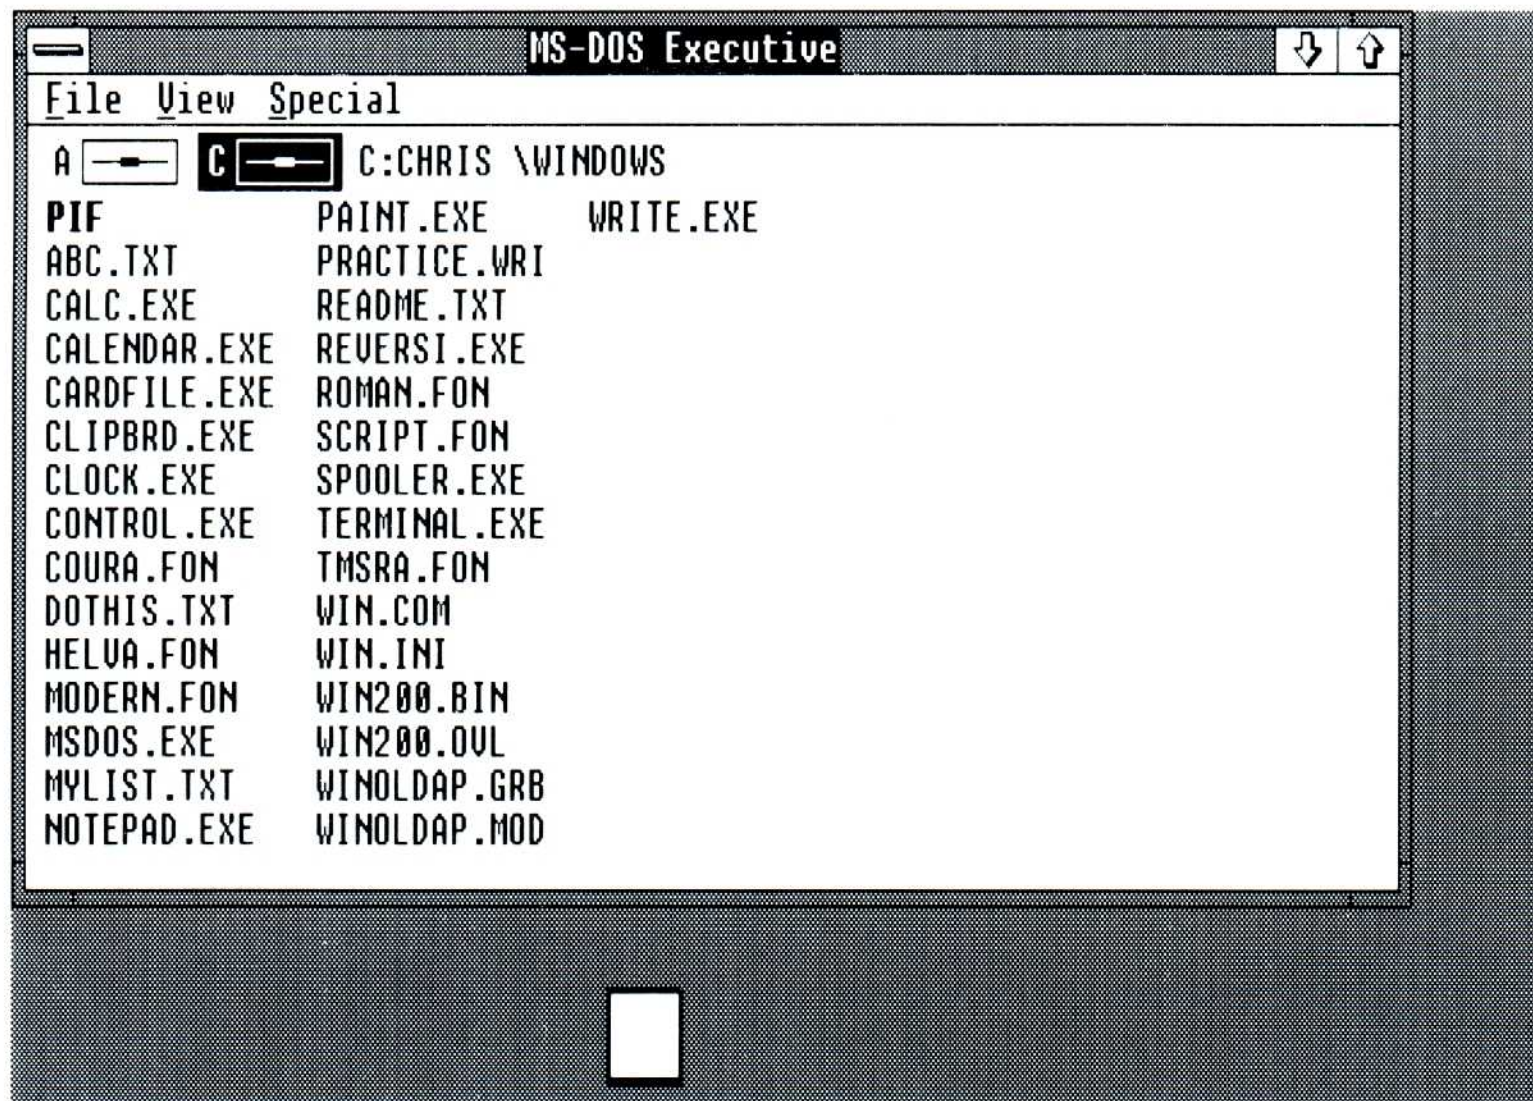 MS-DOS Executive
File View Special
A C C:CHRIS \WINDOWS
PIF PAINT.EXE WRITE.EXE
ABC.TXT PRACTICE.WRI
CALC.EXE README.TXT
CALENDAR.EXE REVERSI.EXE
CARDFILE.EXE ROMAN.FON
CLIPBRD.EXE SCRIPT.FON
CLOCK.EXE SPOOLER.EXE
CONTROL.EXE TERMINAL.EXE
COURA.FON TMSRA.FON
DOTHIS.TXT WIN.COM
HELVA.FON WIN.INI
MODERN.FON WIN200.BIN
MSDOS.EXE WIN200.OVL
MYLIST.TXT WINOLDAP.GRB
NOTEPAD.EXE WINOLDAP.MOD